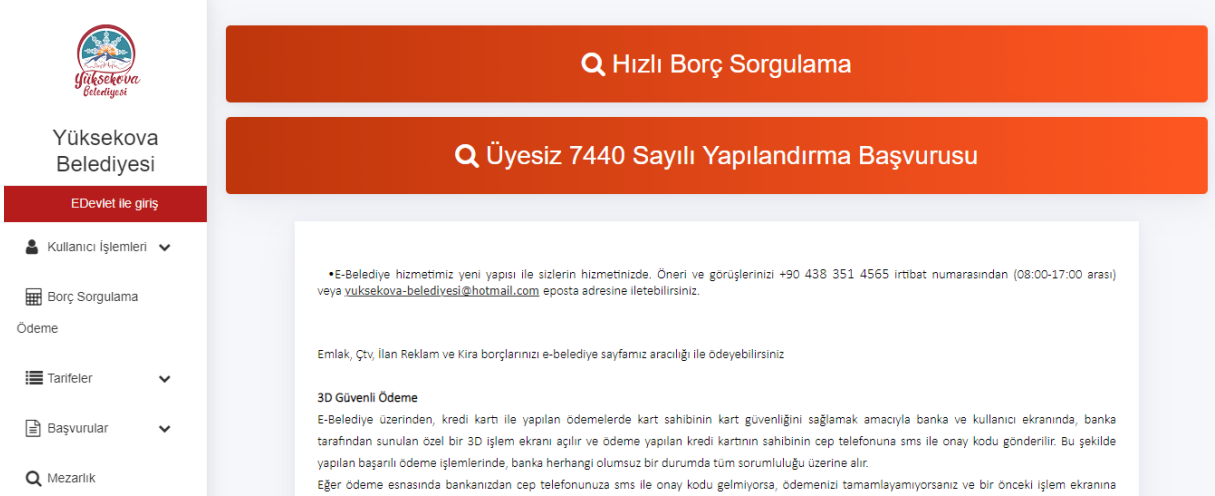 Yüksekova
Belediyesi
Yüksekova
Belediyesi
EDevlet ile giriş
Kullanıcı İşlemleri
Borç Sorgulama
Ödeme
Tarifeler
Başvurular
Mezarlık
Hızlı Borç Sorgulama
Üyesiz 7440 Sayılı Yapılandırma Başvurusu
•E-Belediye hizmetimiz yeni yapısı ile sizlerin hizmetinizde. Öneri ve görüşlerinizi +90 438 351 4565 irtibat numarasından (08:00-17:00 arası)
veya yuksekova-belediyesi@hotmail.com eposta adresine iletebilirsiniz.
Emlak, Çtv, İlan Reklam ve Kira borçlarınızı e-belediye sayfamız aracılığı ile ödeyebilirsiniz
3D Güvenli Ödeme
E-Belediye üzerinden, kredi kartı ile yapılan ödemelerde kart sahibinin kart güvenliğini sağlamak amacıyla banka ve kullanıcı ekranında, banka
tarafından sunulan özel bir 3D işlem ekranı açılır ve ödeme yapılan kredi kartının sahibinin cep telefonuna sms ile onay kodu gönderilir. Bu şekilde
yapılan başarılı ödeme işlemlerinde, banka herhangi olumsuz bir durumda tüm sorumluluğu üzerine alır.
Eğer ödeme esnasında bankanızdan cep telefonunuza sms ile onay kodu gelmiyorsa, ödemenizi tamamlayamıyorsanız ve bir önceki işlem ekranına